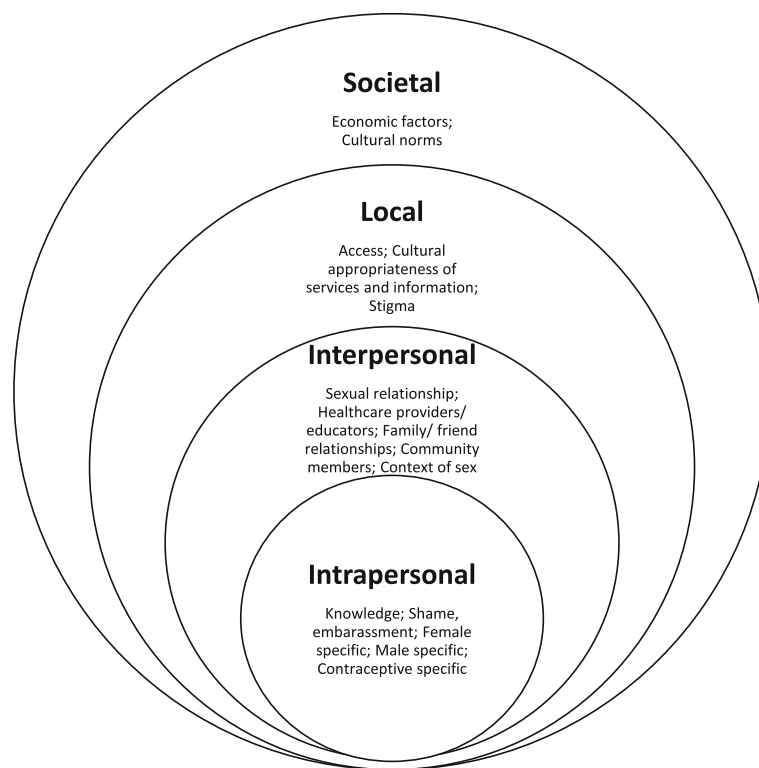 Societal
Economic factors;
Cultural norms
Local
Access; Cultural
appropriateness of
services and information;
Stigma
Interpersonal
Sexual relationship;
Healthcare providers/
educators; Family/ friend
relationships; Community
members; Context of sex
Intrapersonal
Knowledge; Shame,
embarassment; Female
specific; Male specific;
Contraceptive specific